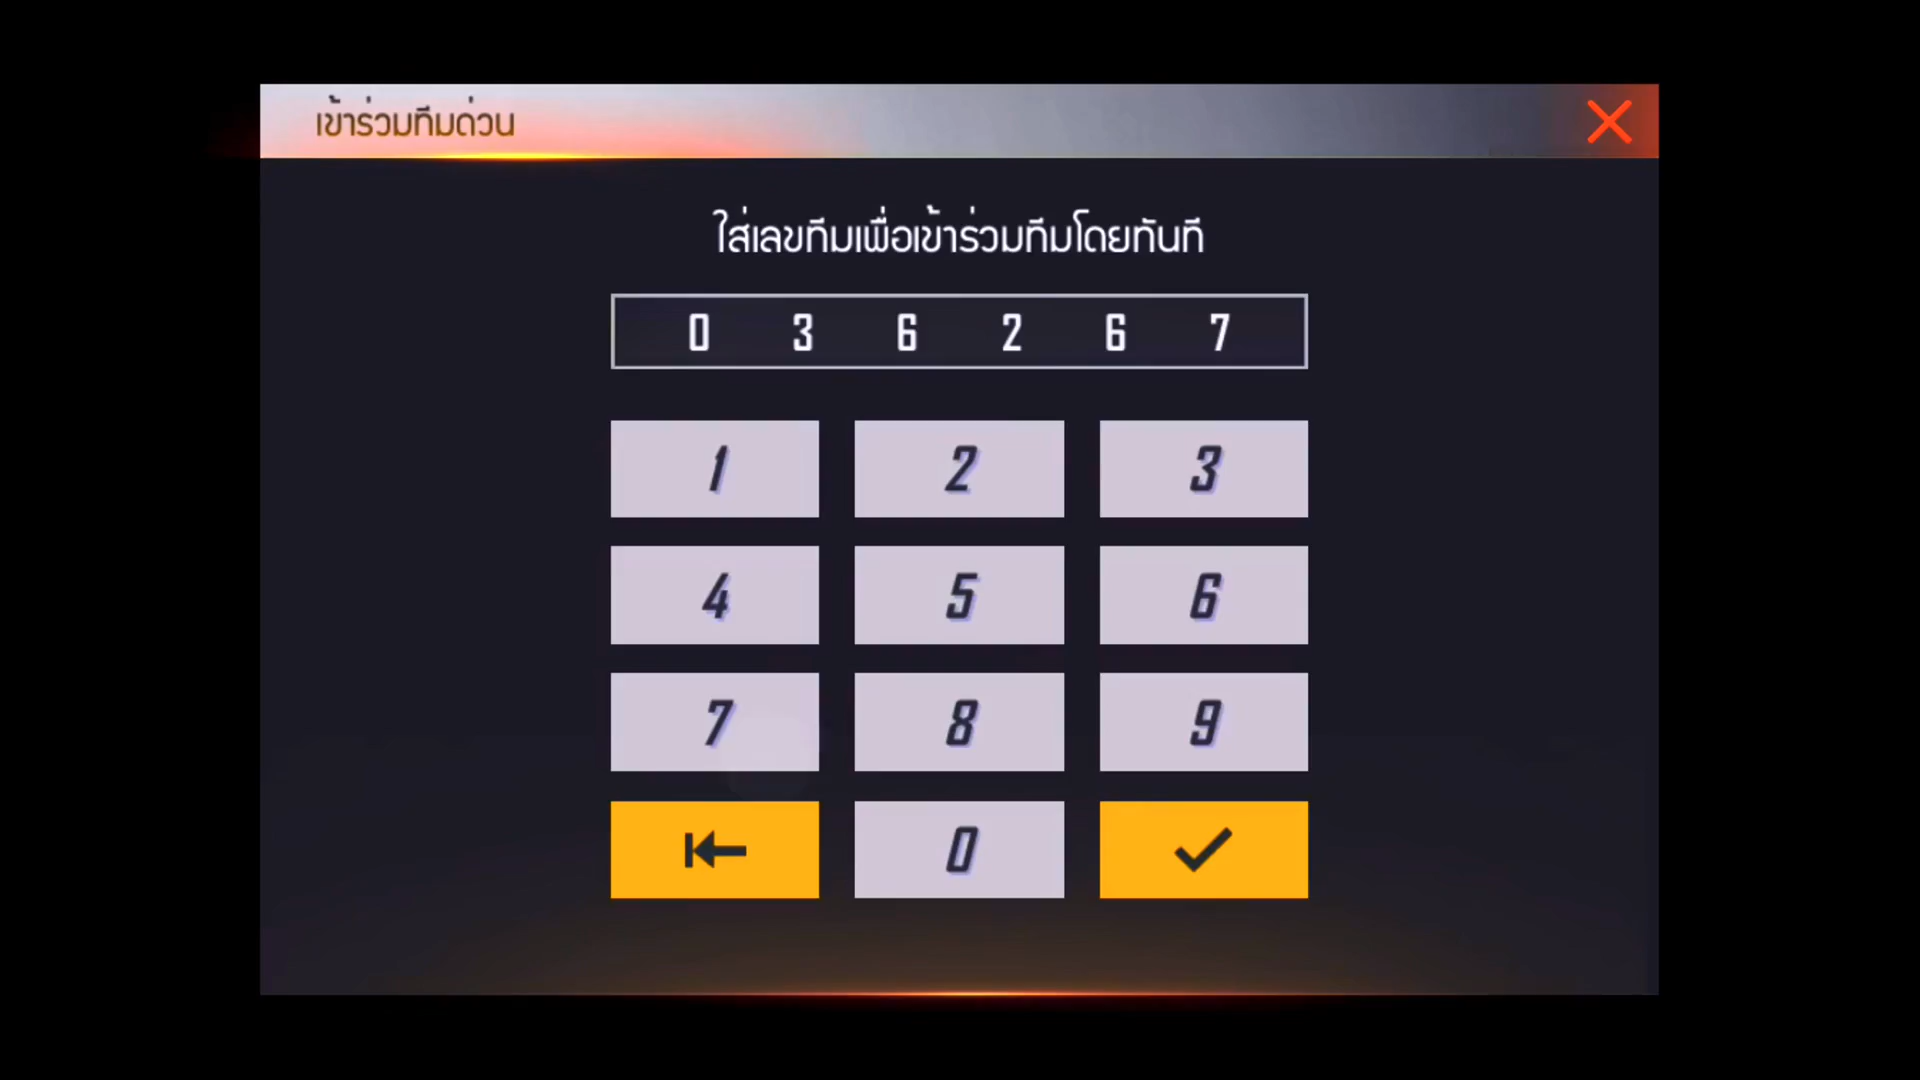 เข้าร่วมทีมด่วน
ใส่เลขทีมเพื่อเข้าร่วมทีมโดยทันที
0 3 6 2 6 7
1 2 3
4 5 6
7 8 9
0